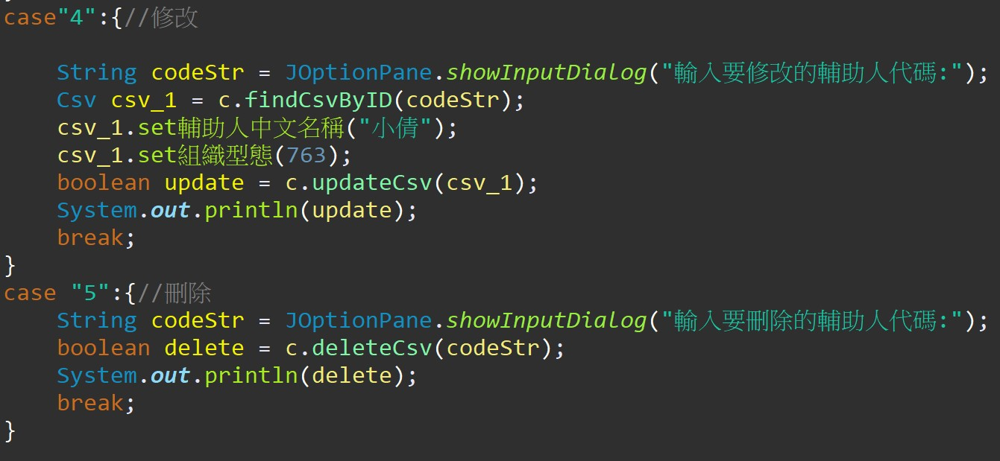 case"4":{//修改
String codeStr = JOptionPane.showInputDialog("輸入要修改的輔助人代碼:");
Csv csv_1 = c.findCsvByID(codeStr);
csv_1.set輔助人中文名稱("小倩");
csv_1.set組織型態(763);
boolean update = c.updateCsv(csv_1);
System.out.println(update);
break;
}
case "5":{//刪除
String codeStr = JOptionPane.showInputDialog("輸入要刪除的輔助人代碼:");
boolean delete = c.deleteCsv(codeStr);
System.out.println(delete);
break;
}